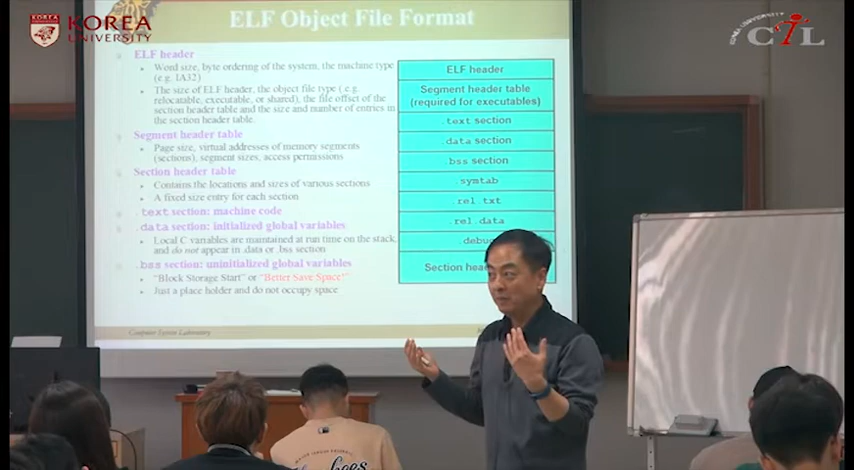 KOREA
UNIVERSITY
CIL
ELF Object File Format
ELF header
Word size, byte ordering of the system, the machine type
(e.g. IA32)
The size of ELF header, the object file type (.e.g.
relocatable, executable, or shared), the file offset of the
section header table and the size and number of entries in
the section header table.
Segment header table
Page size, virtual addresses of memory segments
(sections), segment sizes, access permissions
Section header table
Contains the locations and sizes of various sections
A fixed size entry for each section
.text section: machine code
.data section: initialized global variables
Local C variables are maintained at run time on the stack,
and do not appear in .data or .bss section
.bss section: uninitialized global variables
"Block Storage Start" or "Better Save Space!"
Just a place holder and do not occupy space
ELF header
Segment header table
(required for executables)
.text section
.data section
.bss section
.symtab
.rel.txt
.rel.data
.debug
Section
Computer System Laboratory